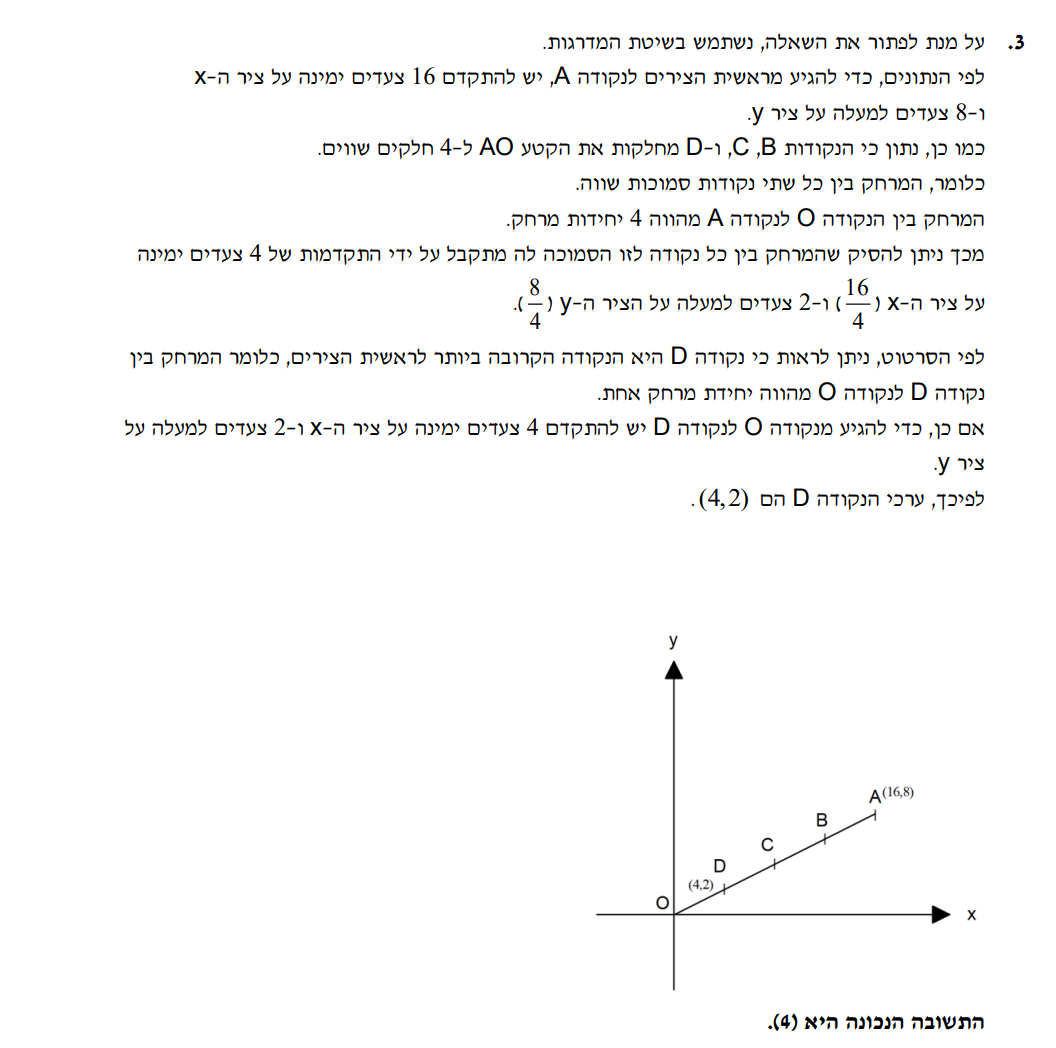 3. על מנת לפתור את השאלה, נשתמש בשיטת המדרגות.
לפי הנתונים, כדי להגיע מראשית הצירים לנקודה A, יש להתקדם 16 צעדים ימינה על ציר ה-x
ו-8 צעדים למעלה על ציר y.
כמו כן, נתון כי הנקודות B, C, ו-D מחלקות את הקטע AO ל-4 חלקים שווים.
כלומר, המרחק בין כל שתי נקודות סמוכות שווה.
המרחק בין הנקודה O לנקודה A מהווה 4 יחידות מרחק.
מכך ניתן להסיק שהמרחק בין כל נקודה לזו הסמוכה לה מתקבל על ידי התקדמות של 4 צעדים ימינה
על ציר ה-x (16/4) ו-2 צעדים למעלה על הציר ה-y (8/4).
לפי הסרטוט, ניתן לראות כי נקודה D היא הנקודה הקרובה ביותר לראשית הצירים, כלומר המרחק בין
נקודה D לנקודה O מהווה יחידת מרחק אחת.
אם כן, כדי להגיע מנקודה O לנקודה D יש להתקדם 4 צעדים ימינה על ציר ה-x ו-2 צעדים למעלה על
ציר y.
לפיכך, ערכי הנקודה D הם (4,2).
y
A (16,8)
B
C
D
(4,2)
O
x
התשובה הנכונה היא (4).